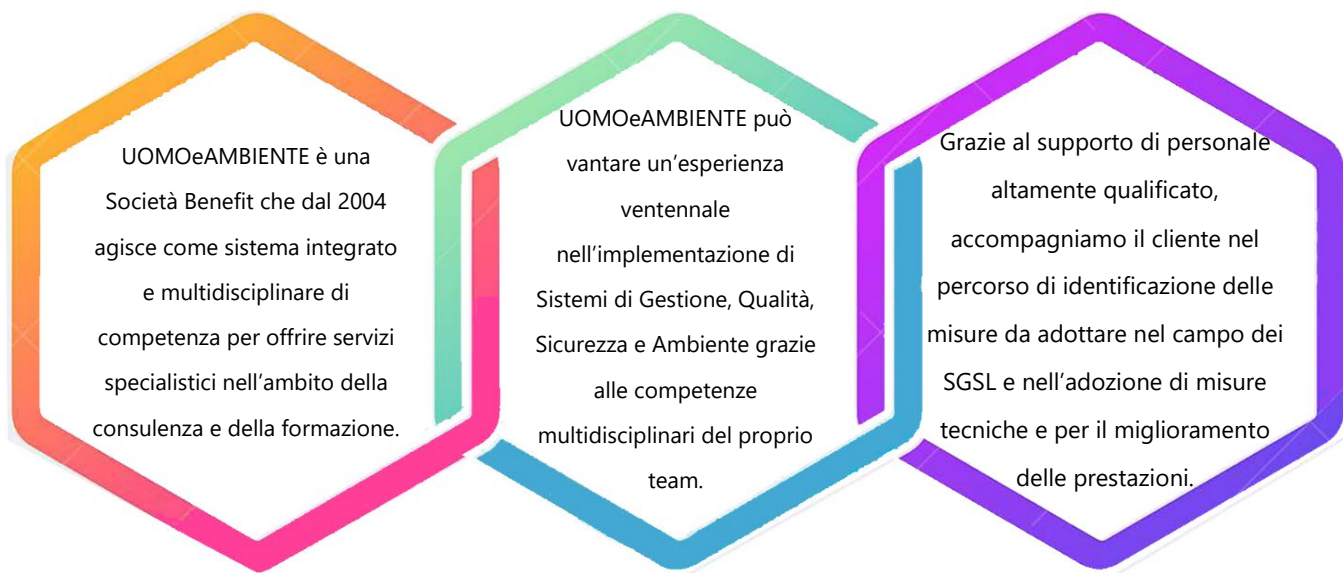 UOMOeAMBIENTE è una
Società Benefit che dal 2004
agisce come sistema integrato
e multidisciplinare di
competenza per offrire servizi
specialistici nell’ambito della
consulenza e della formazione.
UOMOeAMBIENTE può
vantare un’esperienza
ventennale
nell’implementazione di
Sistemi di Gestione, Qualità,
Sicurezza e Ambiente grazie
alle competenze
multidisciplinari del proprio
team.
Grazie al supporto di personale
altamente qualificato,
accompagniamo il cliente nel
percorso di identificazione delle
misure da adottare nel campo dei
SGSL e nell’adozione di misure
tecniche e per il miglioramento
delle prestazioni.